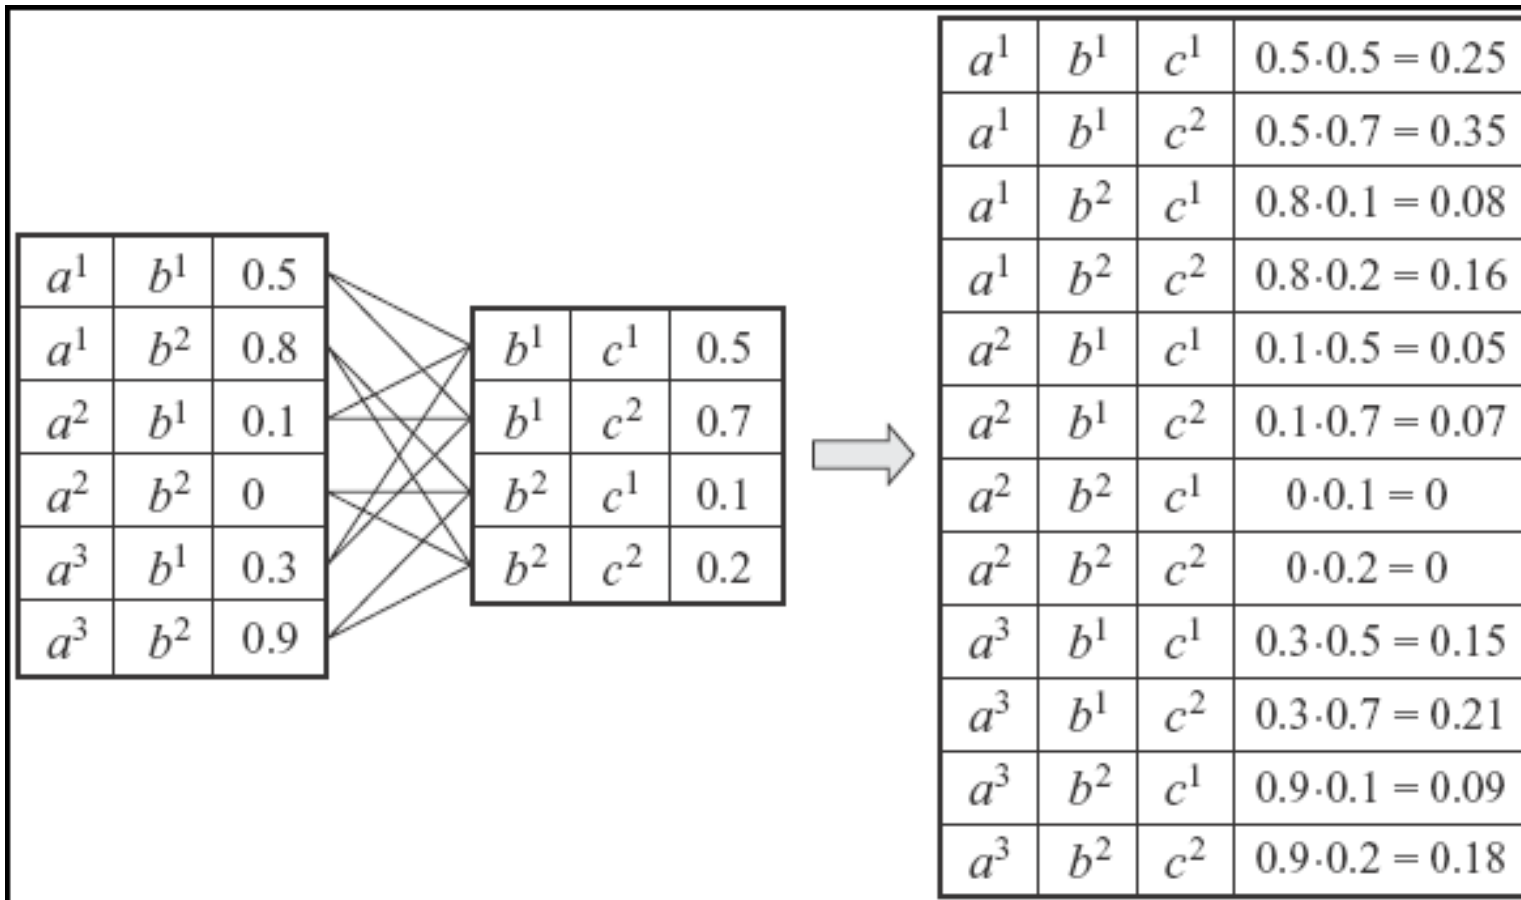 a¹ b¹ 0.5
a¹ b² 0.8
a² b¹ 0.1
a² b² 0
a³ b¹ 0.3
a³ b² 0.9
b¹ c¹ 0.5
b¹ c² 0.7
b² c¹ 0.1
b² c² 0.2
a¹ b¹ c¹ 0.5·0.5 = 0.25
a¹ b¹ c² 0.5·0.7 = 0.35
a¹ b² c¹ 0.8·0.1 = 0.08
a¹ b² c² 0.8·0.2 = 0.16
a² b¹ c¹ 0.1·0.5 = 0.05
a² b¹ c² 0.1·0.7 = 0.07
a² b² c¹ 0·0.1 = 0
a² b² c² 0·0.2 = 0
a³ b¹ c¹ 0.3·0.5 = 0.15
a³ b¹ c² 0.3·0.7 = 0.21
a³ b² c¹ 0.9·0.1 = 0.09
a³ b² c² 0.9·0.2 = 0.18